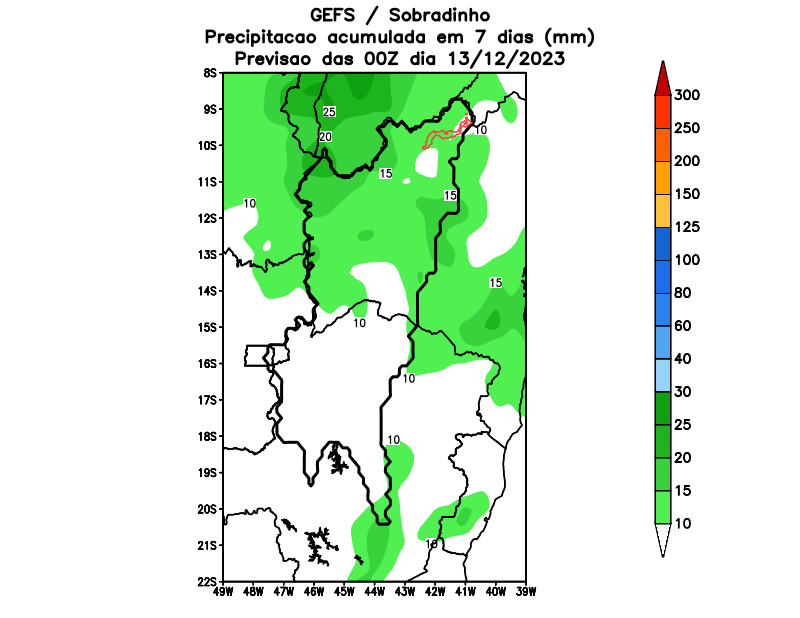 GEFS / Sobradinho
Precipitacao acumulada em 7 dias (mm)
Previsao das 00Z dia 13/12/2023
8S
9S
10S
11S
12S
13S
14S
15S
16S
17S
18S
19S
20S
21S
22S
49W 48W 47W 46W 45W 44W 43W 42W 41W 40W 39W
25
20
10
15
10
15
15
10
10
10
10
300
250
200
150
125
100
80
60
40
30
25
20
15
10